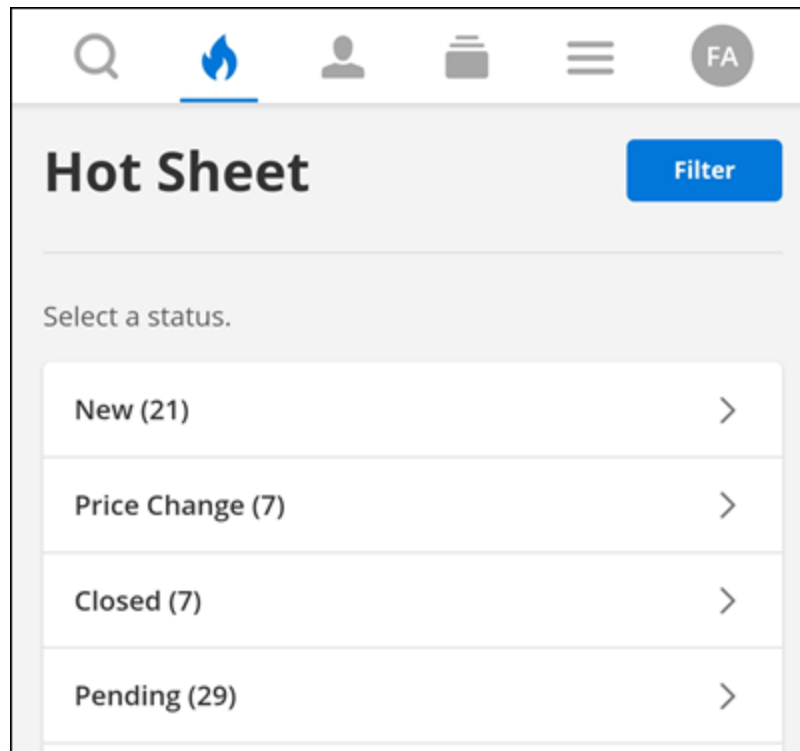 FA
Hot Sheet
Filter
Select a status.
New (21)
Price Change (7)
Closed (7)
Pending (29)